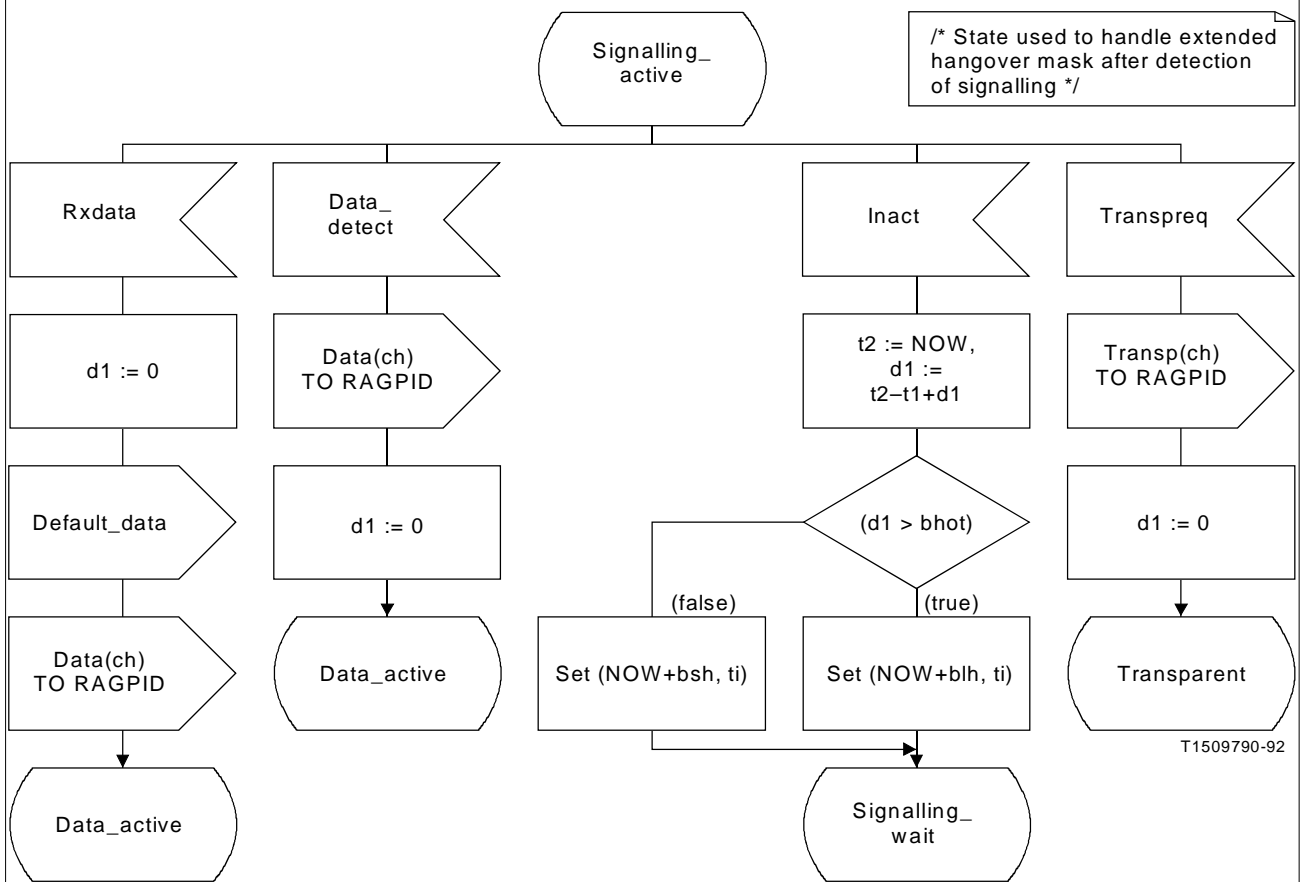 Signalling_
active
/* State used to handle extended
hangover mask after detection
of signalling */
Rxdata
Data_
detect
Inact
Transpreq
d1 := 0
Data(ch)
TO RAGPID
t2 := NOW,
d1 :=
t2–t1+d1
Transp(ch)
TO RAGPID
Default_data
d1 := 0
(d1 > bhot)
d1 := 0
(false)
(true)
Data(ch)
TO RAGPID
Data_active
Set (NOW+bsh, ti)
Set (NOW+blh, ti)
Transparent
T1509790-92
Data_active
Signalling_
wait